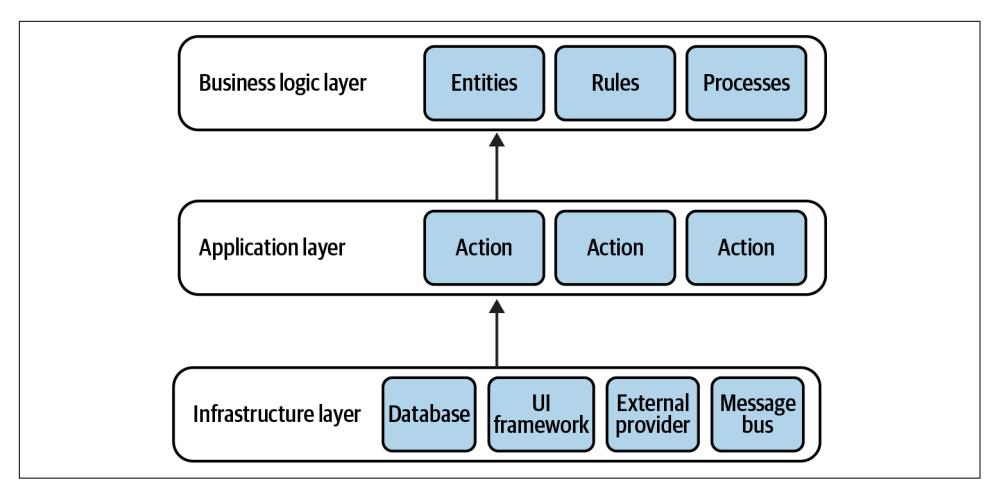 Business logic layer
Entities
Rules
Processes
Application layer
Action
Action
Action
Infrastructure layer
Database
UI
framework
External
provider
Message
bus